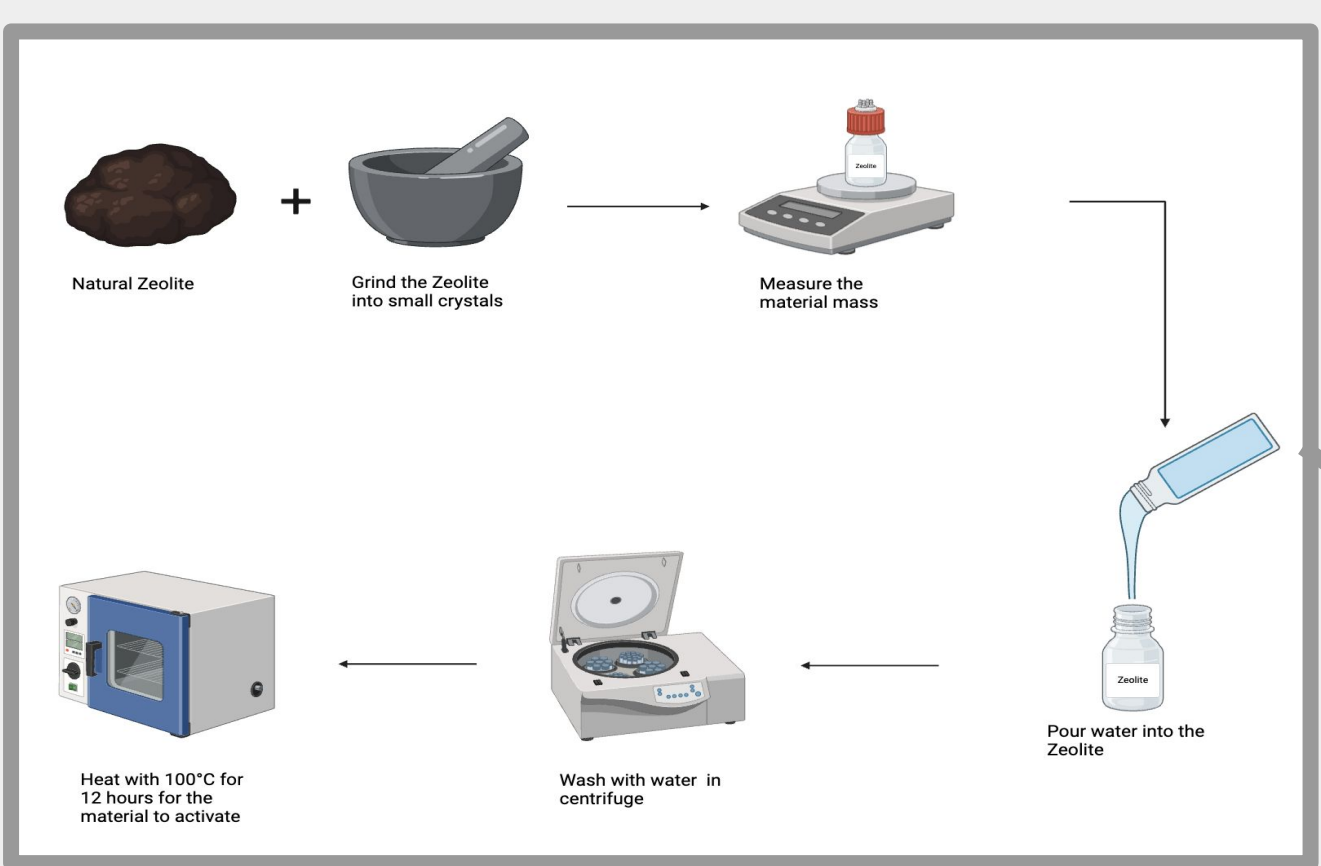 Natural Zeolite
Grind the Zeolite
into small crystals
Zeolite
Measure the
material mass
Zeolite
Pour water into the
Zeolite
Wash with water in
centrifuge
Heat with 100°C for
12 hours for the
material to activate